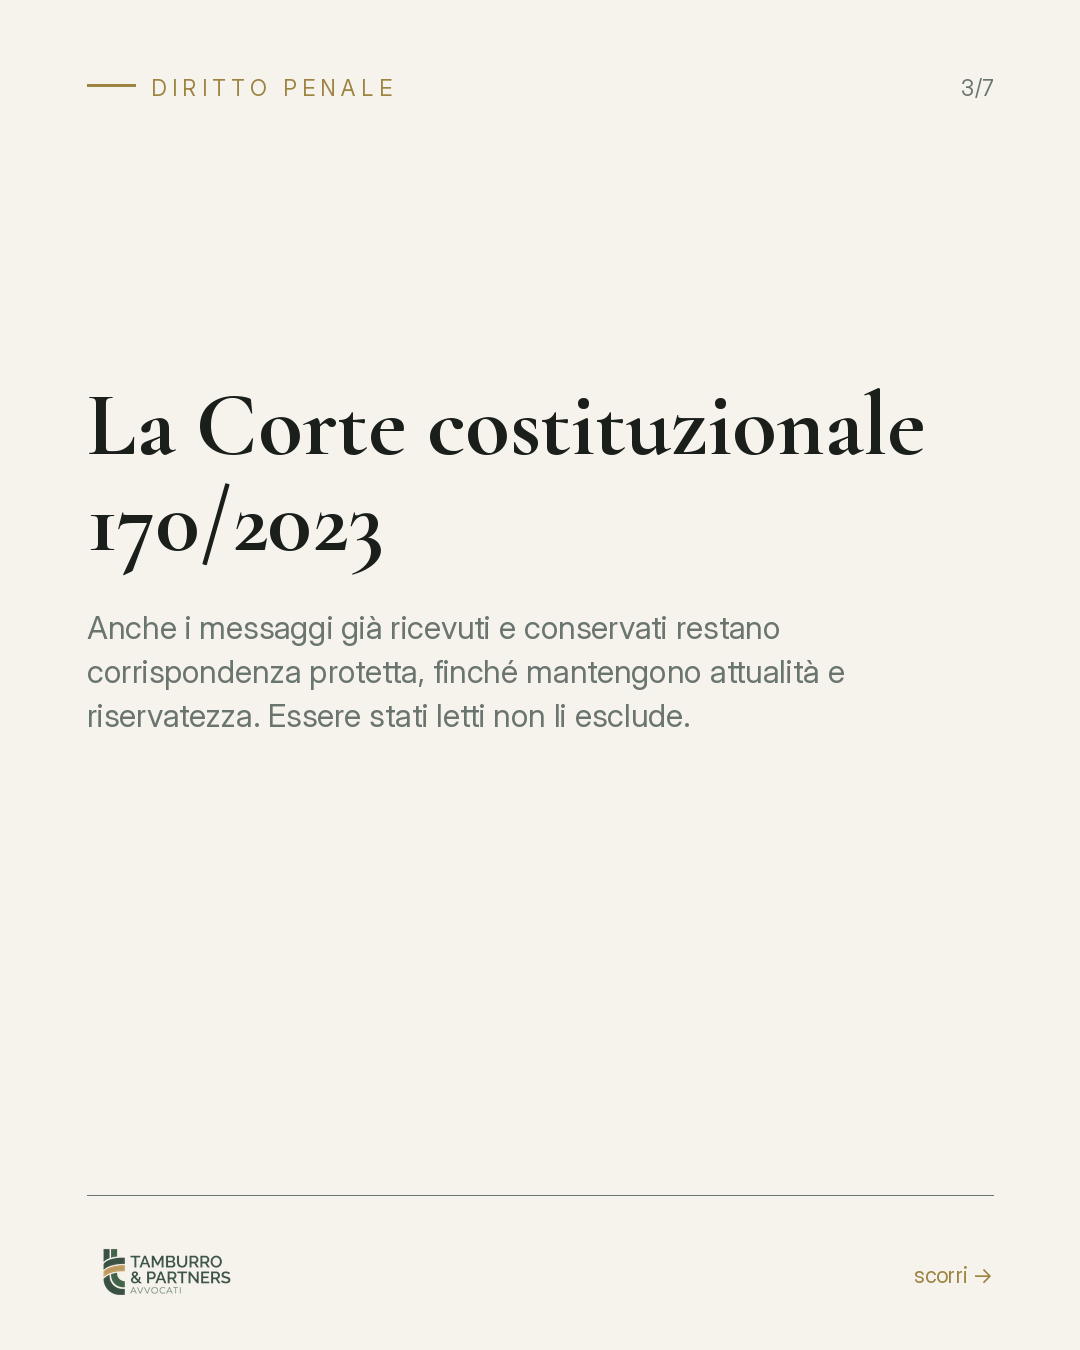 DIRITTO PENALE
3/7
La Corte costituzionale
170/2023
Anche i messaggi già ricevuti e conservati restano
corrispondenza protetta, finché mantengono attualità e
riservatezza. Essere stati letti non li esclude.
TAMBURRO
& PARTNERS
AVVOCATI
scorri →